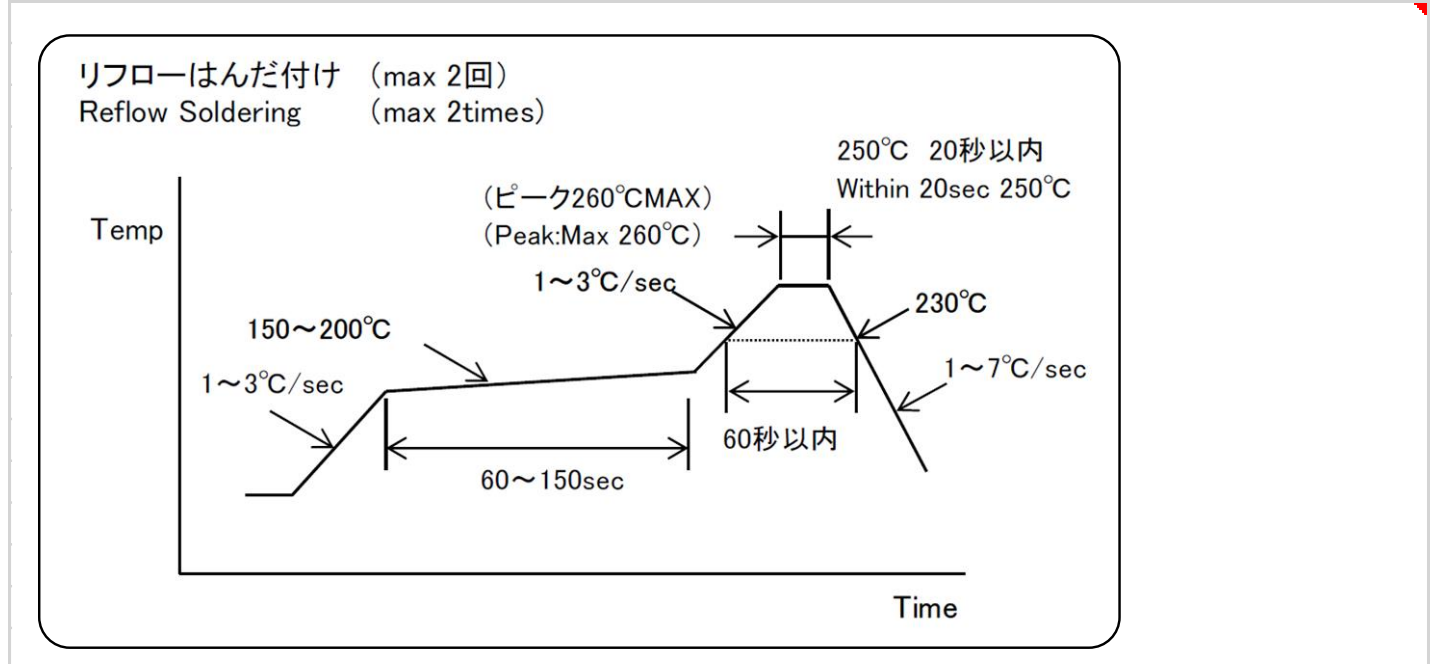 リフローはんだ付け （max 2回）
Reflow Soldering （max 2times）
250℃ 20秒以内
Within 20sec 250℃
（ピーク260℃MAX）
（Peak:Max 260℃）
Temp
1～3℃/sec
230℃
150～200℃
1～3℃/sec
1～7℃/sec
60秒以内
60～150sec
Time